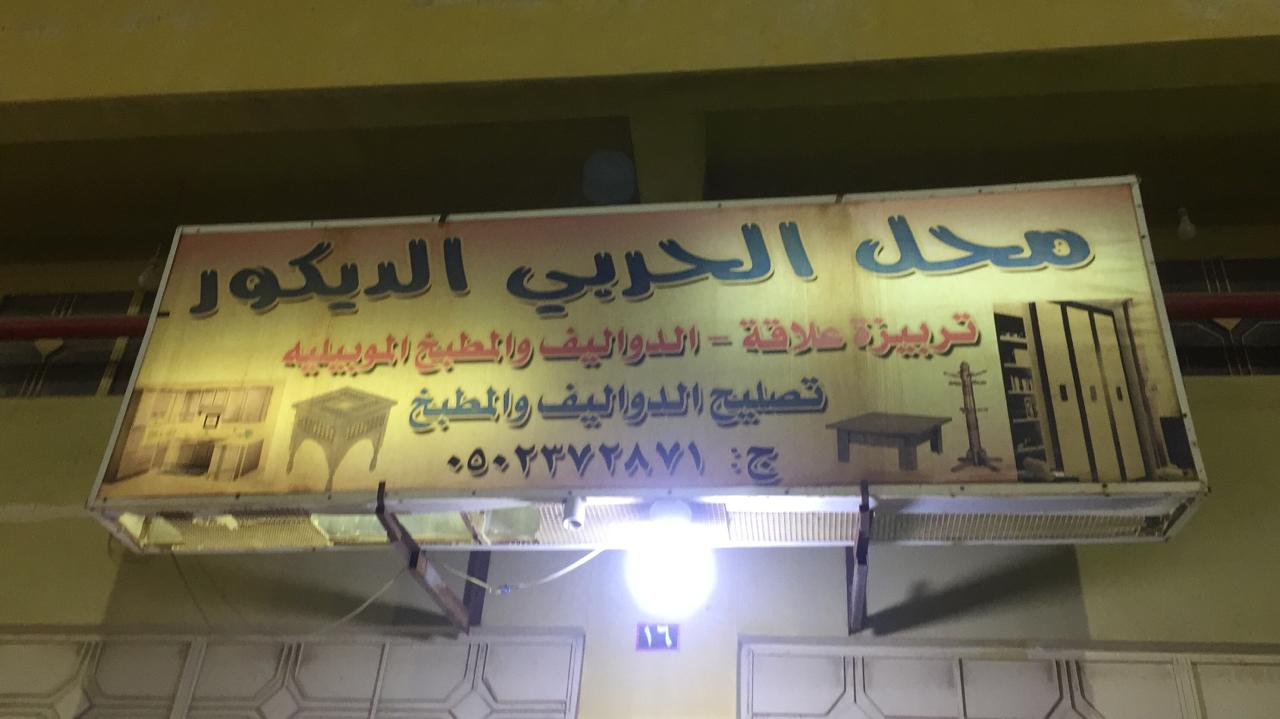 محل الحربي الديكور
تربيزة علاقة - الدواليف والمطبخ الموبيليه
تصليح الدواليف والمطبخ
ج: ٠٥٠٢٣٧٢٨٧١
١٦